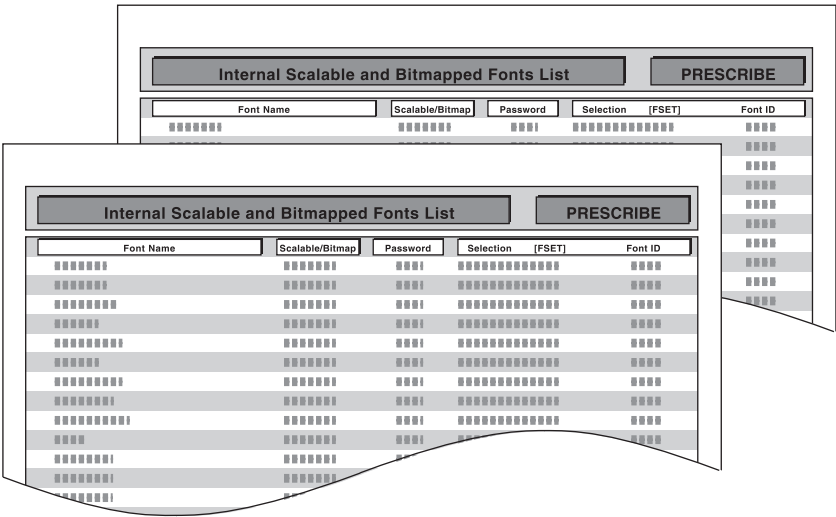 Internal Scalable and Bitmapped Fonts List PRESCRIBE
Font Name Scalable/Bitmap Password Selection [FSET] Font ID
Internal Scalable and Bitmapped Fonts List PRESCRIBE
Font Name Scalable/Bitmap Password Selection [FSET] Font ID